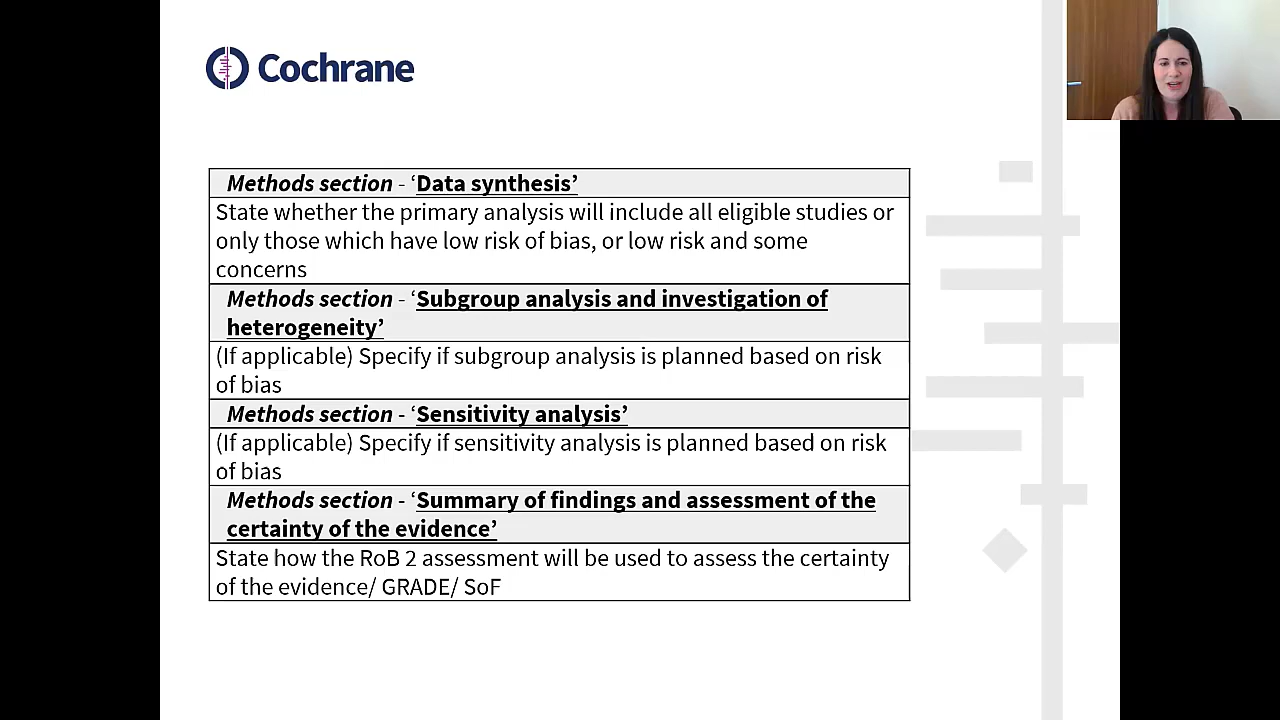 Cochrane
Methods section - ‘Data synthesis’
State whether the primary analysis will include all eligible studies or
only those which have low risk of bias, or low risk and some
concerns
Methods section - ‘Subgroup analysis and investigation of
heterogeneity’
(If applicable) Specify if subgroup analysis is planned based on risk
of bias
Methods section - ‘Sensitivity analysis’
(If applicable) Specify if sensitivity analysis is planned based on risk
of bias
Methods section - ‘Summary of findings and assessment of the
certainty of the evidence’
State how the RoB 2 assessment will be used to assess the certainty
of the evidence/ GRADE/ SoF